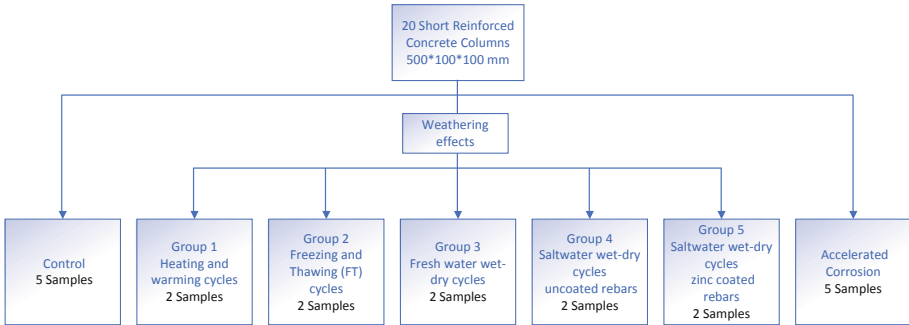 20 Short Reinforced
Concrete Columns
500*100*100 mm
Weathering
effects
Control
5 Samples
Group 1
Heating and
warming cycles
2 Samples
Group 2
Freezing and
Thawing (FT)
cycles
2 Samples
Group 3
Fresh water wet-
dry cycles
2 Samples
Group 4
Saltwater wet-dry
cycles
uncoated rebars
2 Samples
Group 5
Saltwater wet-dry
cycles
zinc coated
rebars
2 Samples
Accelerated
Corrosion
5 Samples